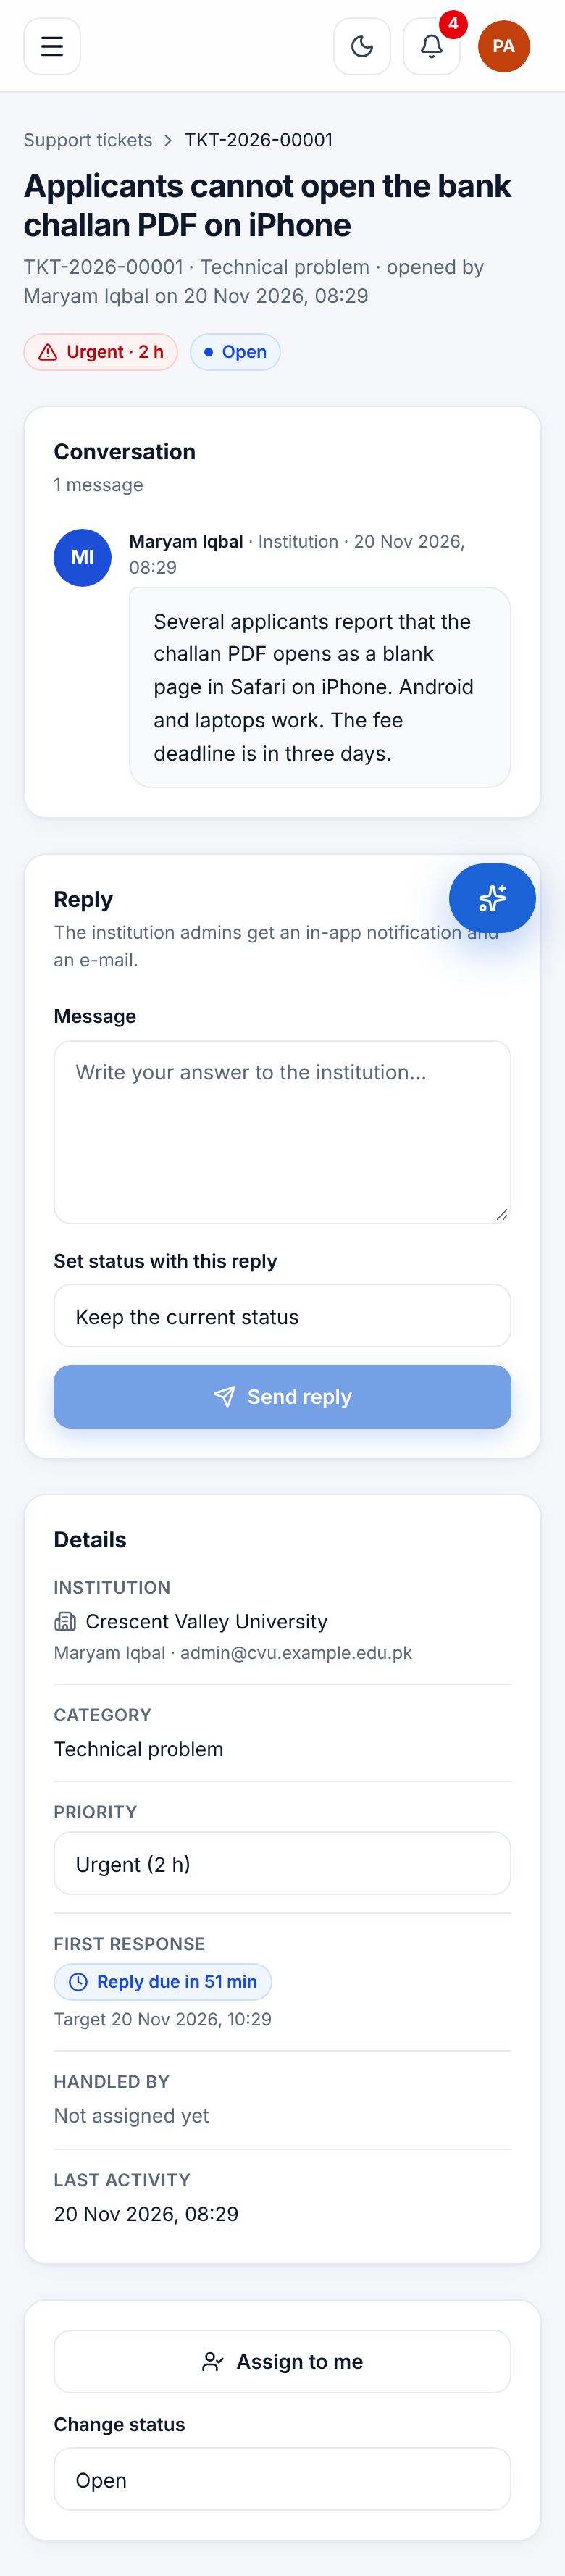 4
PA
Support tickets > TKT-2026-00001
Applicants cannot open the bank
challan PDF on iPhone
TKT-2026-00001 · Technical problem · opened by
Maryam Iqbal on 20 Nov 2026, 08:29
Urgent · 2 h
Open
Conversation
1 message
MI
Maryam Iqbal · Institution · 20 Nov 2026,
08:29
Several applicants report that the
challan PDF opens as a blank
page in Safari on iPhone. Android
and laptops work. The fee
deadline is in three days.
Reply
The institution admins get an in-app notification and
an e-mail.
Message
Write your answer to the institution...
Set status with this reply
Keep the current status
Send reply
Details
INSTITUTION
Crescent Valley University
Maryam Iqbal · admin@cvu.example.edu.pk
CATEGORY
Technical problem
PRIORITY
Urgent (2 h)
FIRST RESPONSE
Reply due in 51 min
Target 20 Nov 2026, 10:29
HANDLED BY
Not assigned yet
LAST ACTIVITY
20 Nov 2026, 08:29
Assign to me
Change status
Open